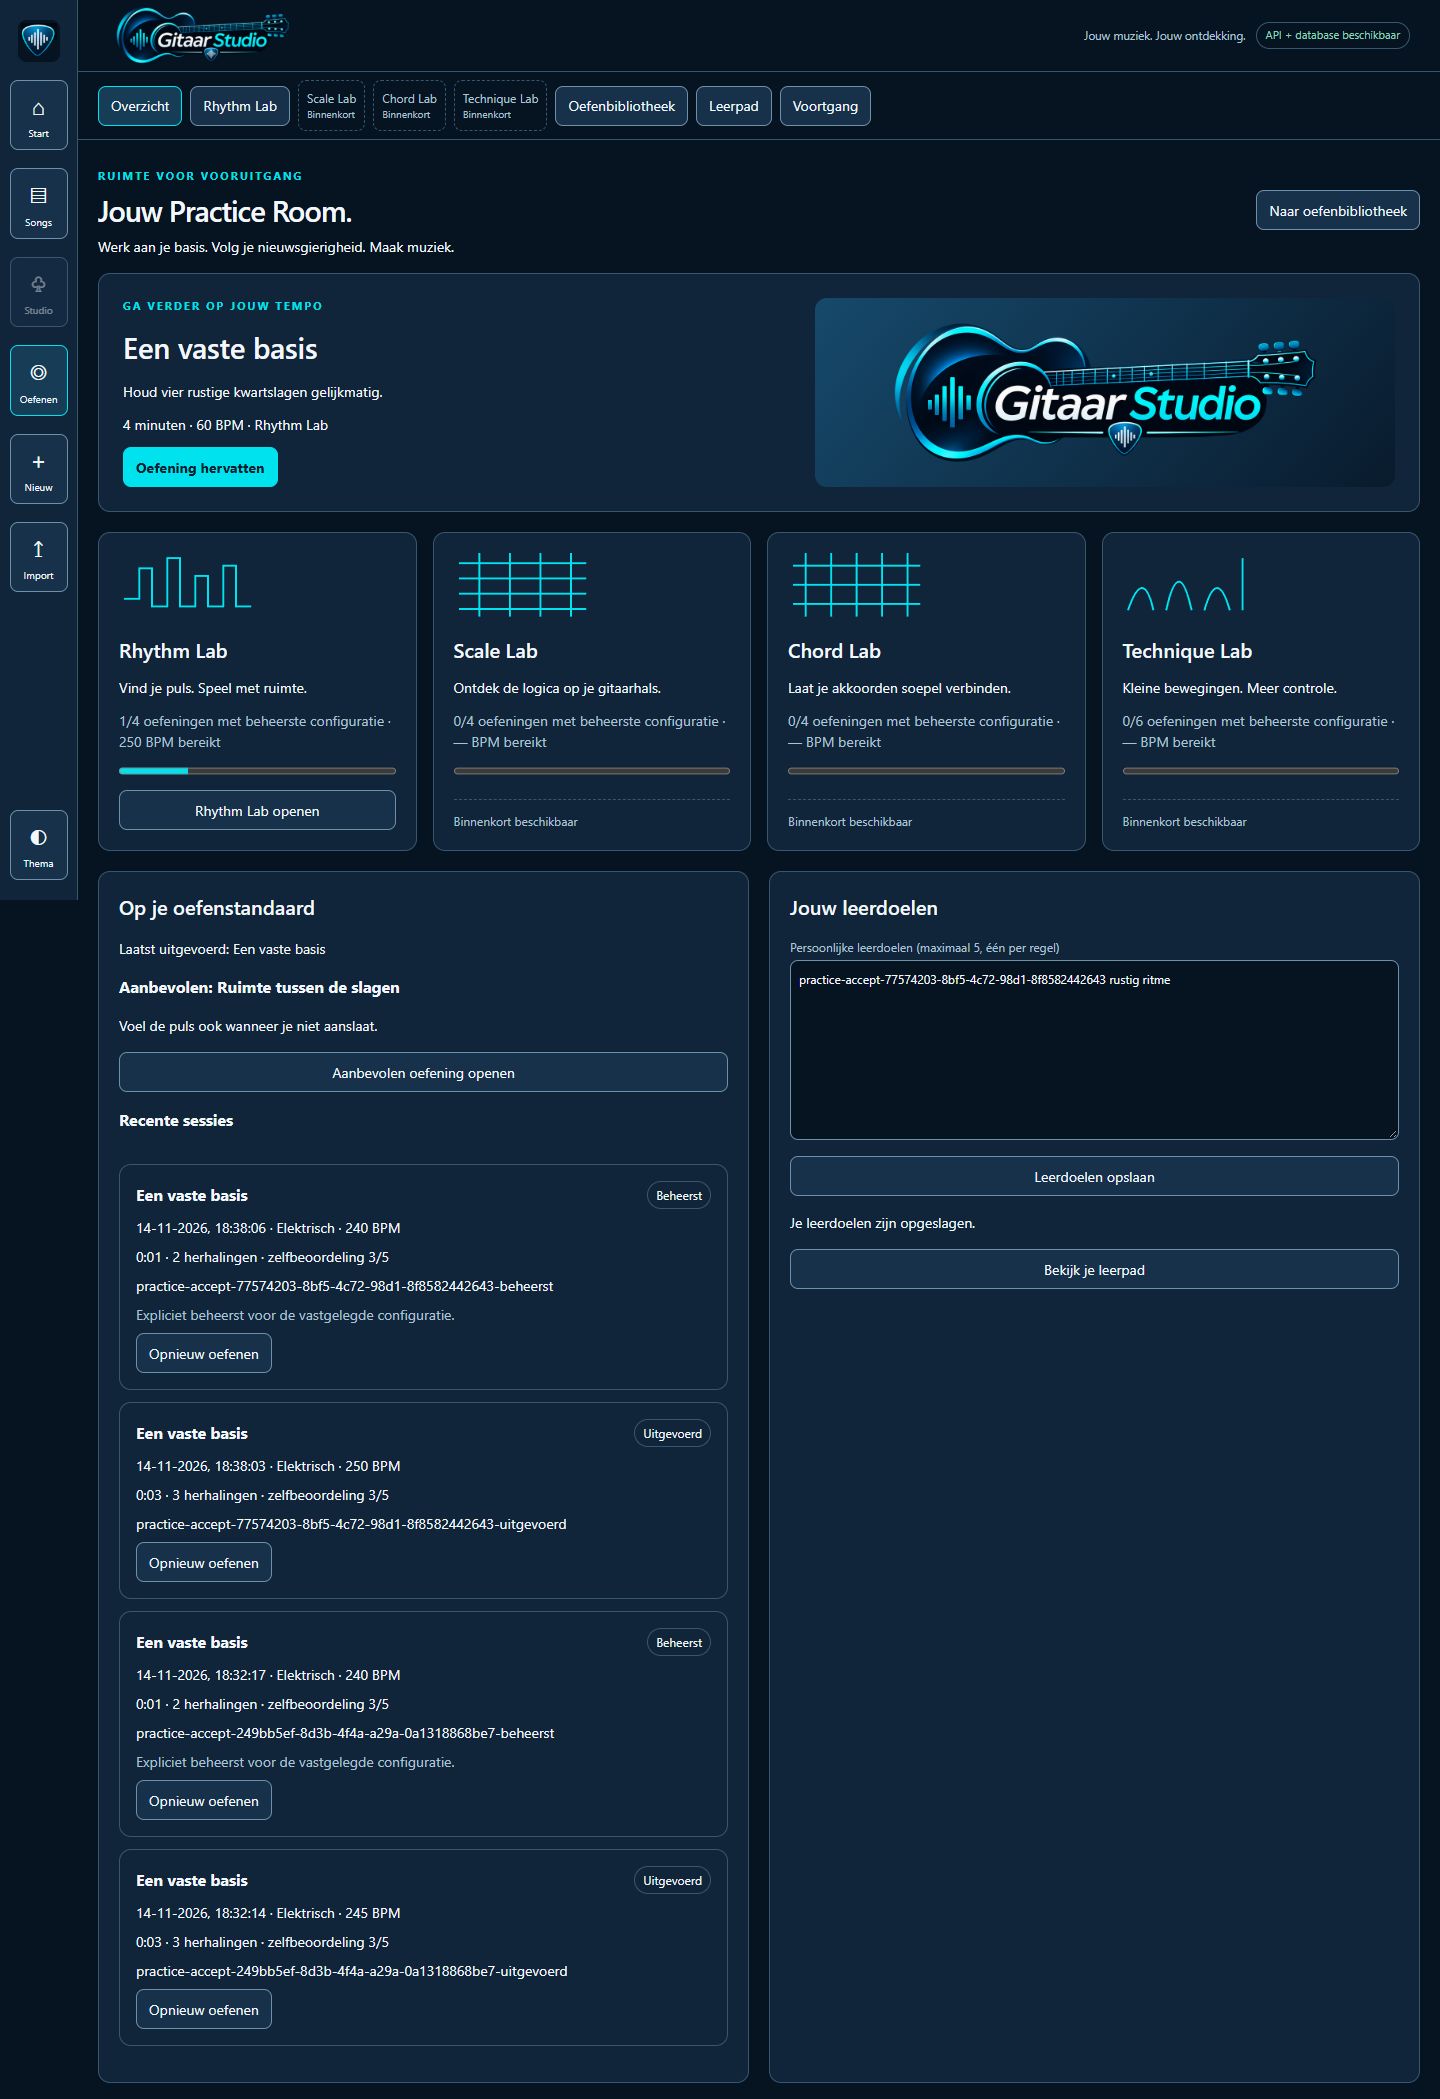 Gitaar Studio
Jouw muziek. Jouw ontdekking.
API + database beschikbaar
Start
Songs
Studio
Oefenen
Nieuw
Import
Thema
Overzicht
Rhythm Lab
Scale Lab
Binnenkort
Chord Lab
Binnenkort
Technique Lab
Binnenkort
Oefenbibliotheek
Leerpad
Voortgang
RUIMTE VOOR VOORUITGANG
Jouw Practice Room.
Werk aan je basis. Volg je nieuwsgierigheid. Maak muziek.
Naar oefenbibliotheek
GA VERDER OP JOUW TEMPO
Een vaste basis
Houd vier rustige kwartslagen gelijkmatig.
4 minuten · 60 BPM · Rhythm Lab
Oefening hervatten
Gitaar Studio
Rhythm Lab
Vind je puls. Speel met ruimte.
1/4 oefeningen met beheerste configuratie ·
250 BPM bereikt
Rhythm Lab openen
Scale Lab
Ontdek de logica op je gitaarhals.
0/4 oefeningen met beheerste configuratie ·
— BPM bereikt
Binnenkort beschikbaar
Chord Lab
Laat je akkoorden soepel verbinden.
0/4 oefeningen met beheerste configuratie ·
— BPM bereikt
Binnenkort beschikbaar
Technique Lab
Kleine bewegingen. Meer controle.
0/6 oefeningen met beheerste configuratie ·
— BPM bereikt
Binnenkort beschikbaar
Op je oefenstandaard
Laatst uitgevoerd: Een vaste basis
Aanbevolen: Ruimte tussen de slagen
Voel de puls ook wanneer je niet aanslaat.
Aanbevolen oefening openen
Recente sessies
Een vaste basis
Beheerst
14-11-2026, 18:38:06 · Elektrisch · 240 BPM
0:01 · 2 herhalingen · zelfbeoordeling 3/5
practice-accept-77574203-8bf5-4c72-98d1-8f8582442643-beheerst
Expliciet beheerst voor de vastgelegde configuratie.
Opnieuw oefenen
Een vaste basis
Uitgevoerd
14-11-2026, 18:38:03 · Elektrisch · 250 BPM
0:03 · 3 herhalingen · zelfbeoordeling 3/5
practice-accept-77574203-8bf5-4c72-98d1-8f8582442643-uitgevoerd
Opnieuw oefenen
Een vaste basis
Beheerst
14-11-2026, 18:32:17 · Elektrisch · 240 BPM
0:01 · 2 herhalingen · zelfbeoordeling 3/5
practice-accept-249bb5ef-8d3b-4f4a-a29a-0a1318868be7-beheerst
Expliciet beheerst voor de vastgelegde configuratie.
Opnieuw oefenen
Een vaste basis
Uitgevoerd
14-11-2026, 18:32:14 · Elektrisch · 245 BPM
0:03 · 3 herhalingen · zelfbeoordeling 3/5
practice-accept-249bb5ef-8d3b-4f4a-a29a-0a1318868be7-uitgevoerd
Opnieuw oefenen
Jouw leerdoelen
Persoonlijke leerdoelen (maximaal 5, één per regel)
practice-accept-77574203-8bf5-4c72-98d1-8f8582442643 rustig ritme
Leerdoelen opslaan
Je leerdoelen zijn opgeslagen.
Bekijk je leerpad